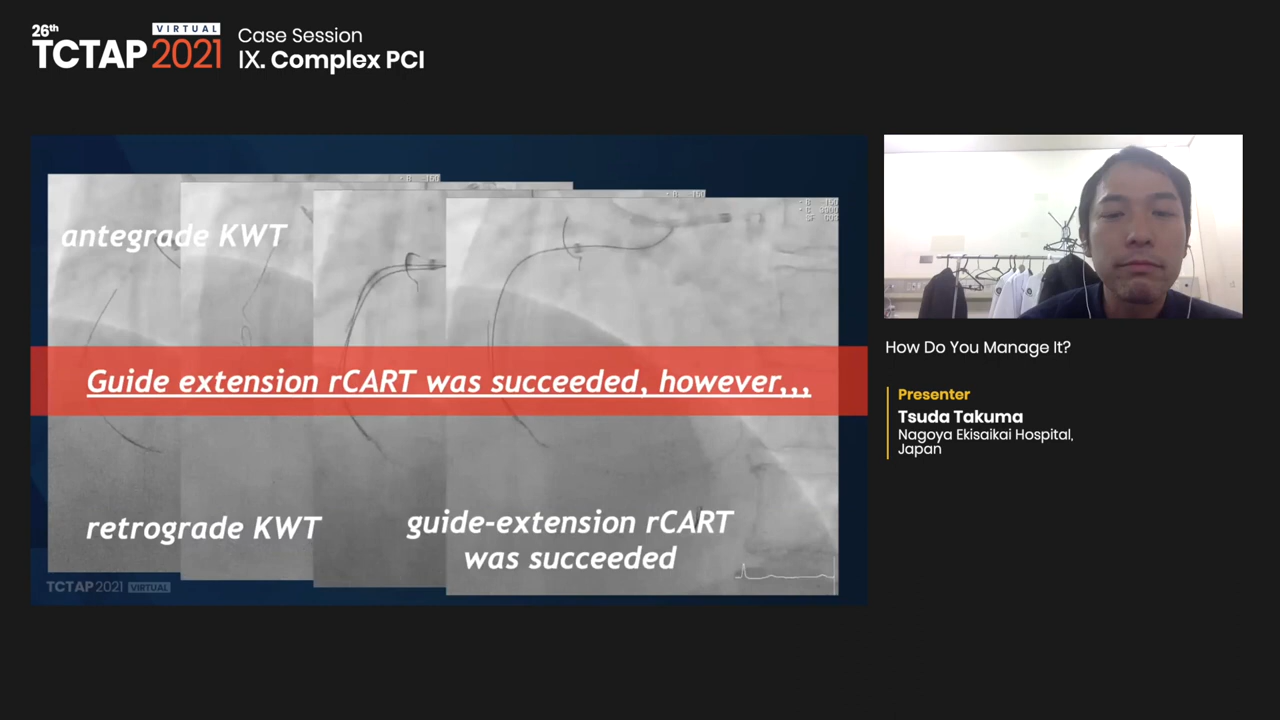 26th
VIRTUAL
TCTAP 2021
Case Session
IX. Complex PCI
antegrade KWT
Guide extension rCART was succeeded, however,,,
retrograde KWT
guide-extension rCART
was succeeded
TCTAP 2021 VIRTUAL
How Do You Manage It?
Presenter
Tsuda Takuma
Nagoya Ekisaikai Hospital,
Japan